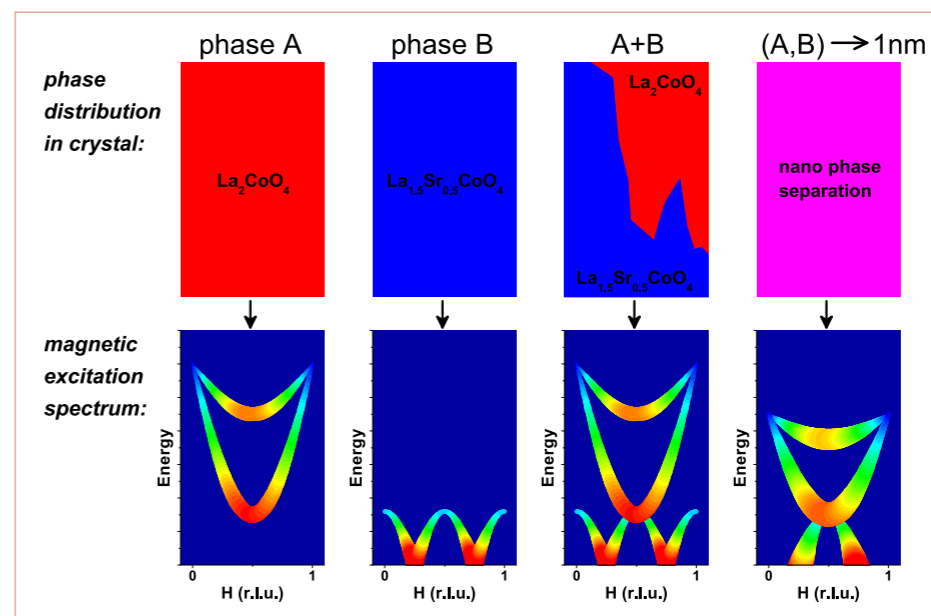 phase A
phase B
A+B
(A,B) → 1nm
phase
distribution
in crystal:
La₂CoO₄
La₁.₅Sr₀.₅CoO₄
La₂CoO₄
La₁.₅Sr₀.₅CoO₄
nano phase
separation
magnetic
excitation
spectrum:
Energy
0
1
H (r.l.u.)
Energy
0
1
H (r.l.u.)
Energy
0
1
H (r.l.u.)
Energy
0
1
H (r.l.u.)